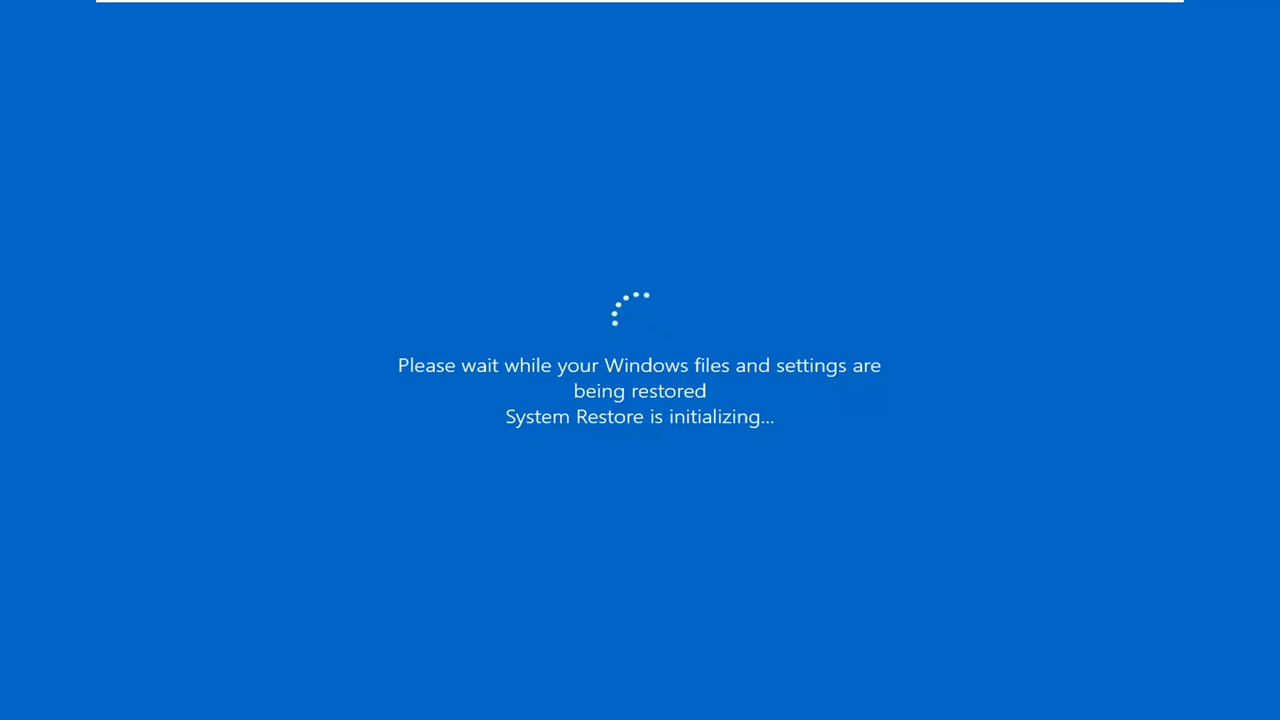 Please wait while your Windows files and settings are
being restored
System Restore is initializing...